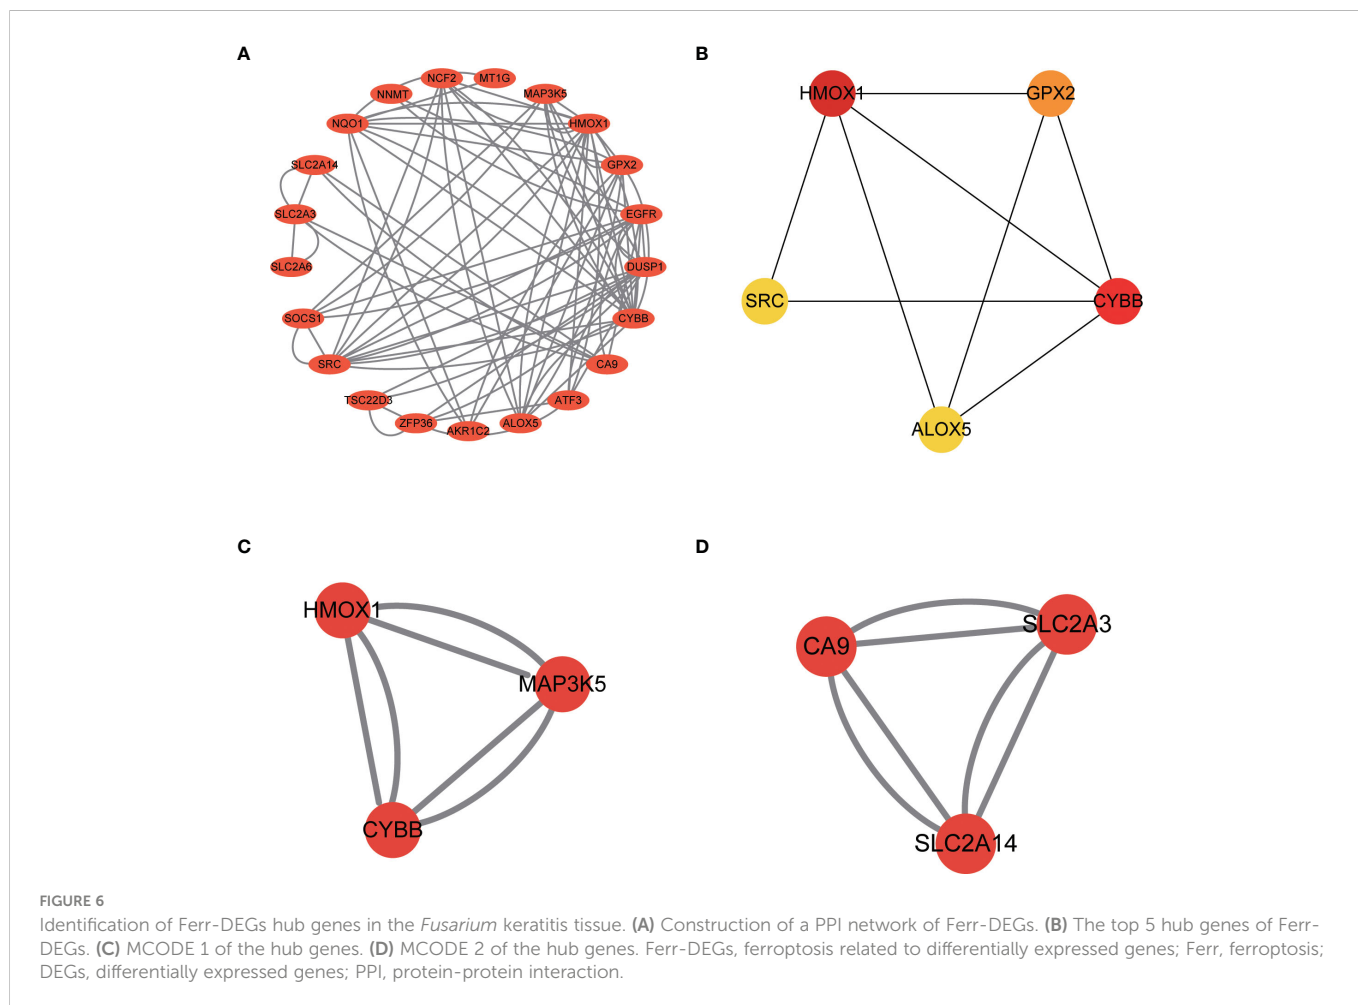 A
NCF2
MT1G
NNMT
MAP3K5
NQO1
HMOX1
SLC2A14
GPX2
SLC2A3
EGFR
SLC2A6
DUSP1
SOCS1
CYBB
SRC
CA9
TSC22D3
ATF3
ZFP36
ALOX5
AKR1C2
B
HMOX1
GPX2
SRC
CYBB
ALOX5
C
HMOX1
MAP3K5
CYBB
D
SLC2A3
CA9
SLC2A14
FIGURE 6
Identification of Ferr-DEGs hub genes in the Fusarium keratitis tissue. (A) Construction of a PPI network of Ferr-DEGs. (B) The top 5 hub genes of Ferr-
DEGs. (C) MCODE 1 of the hub genes. (D) MCODE 2 of the hub genes. Ferr-DEGs, ferroptosis related to differentially expressed genes; Ferr, ferroptosis;
DEGs, differentially expressed genes; PPI, protein-protein interaction.